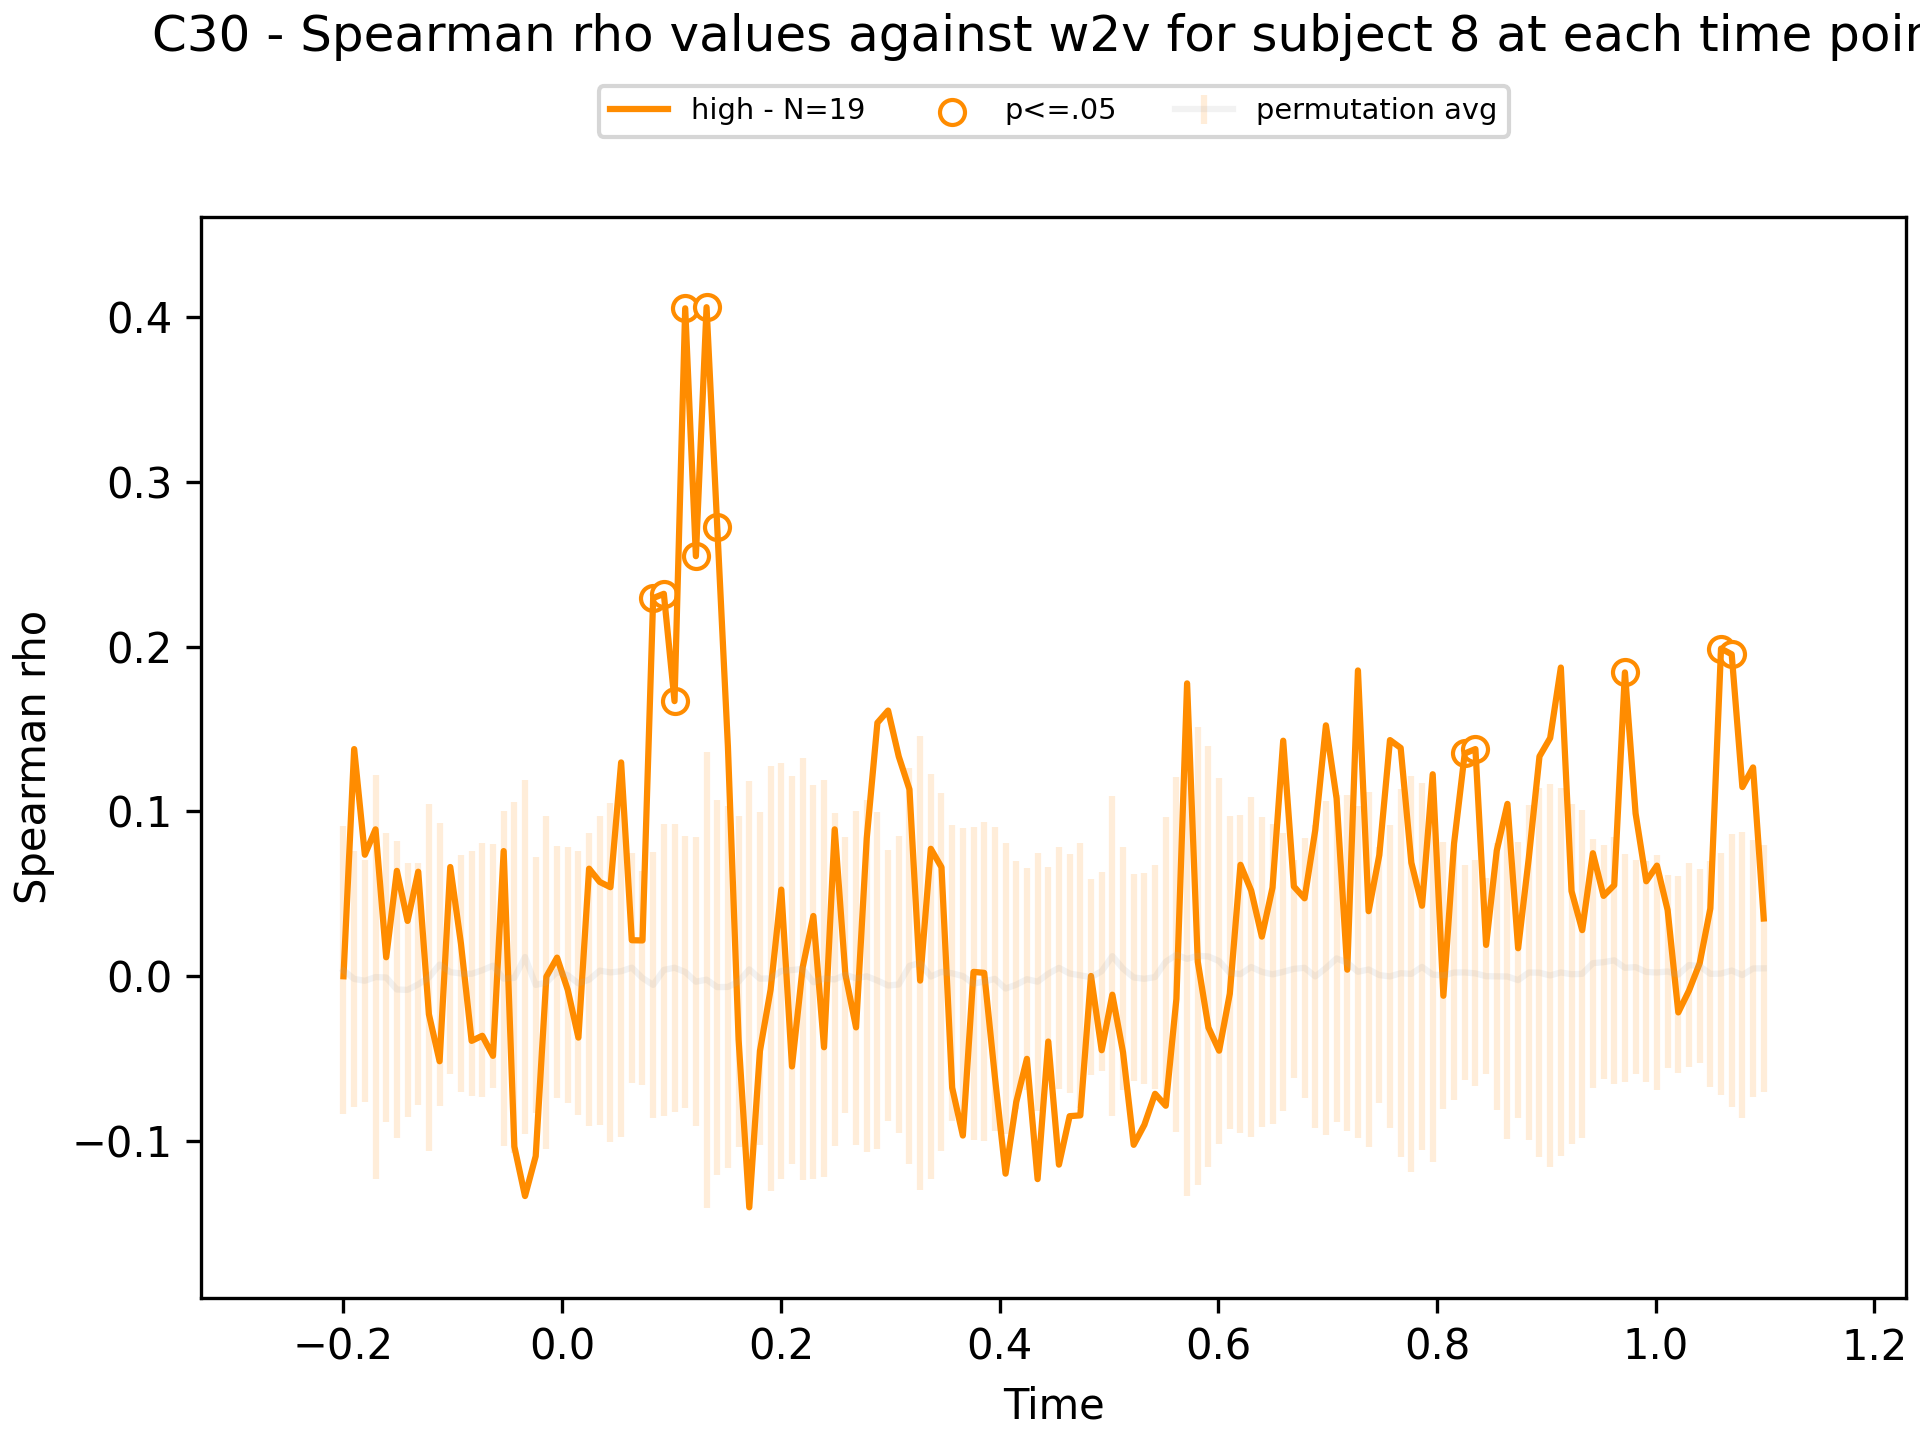 C30 - Spearman rho values against w2v for subject 8 at each time poin
high - N=19 p<=.05 permutation avg
0.4
0.3
0.2
0.1
0.0
−0.1
Spearman rho
−0.2 0.0 0.2 0.4 0.6 0.8 1.0 1.2
Time